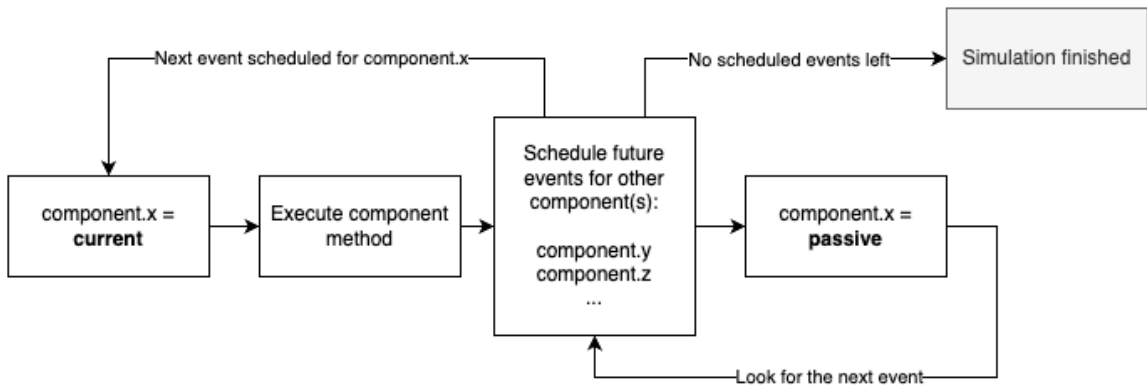 Next event scheduled for component.x
No scheduled events left
Simulation finished
component.x =
current
Execute component
method
Schedule future
events for other
component(s):
component.y
component.z
...
component.x =
passive
Look for the next event